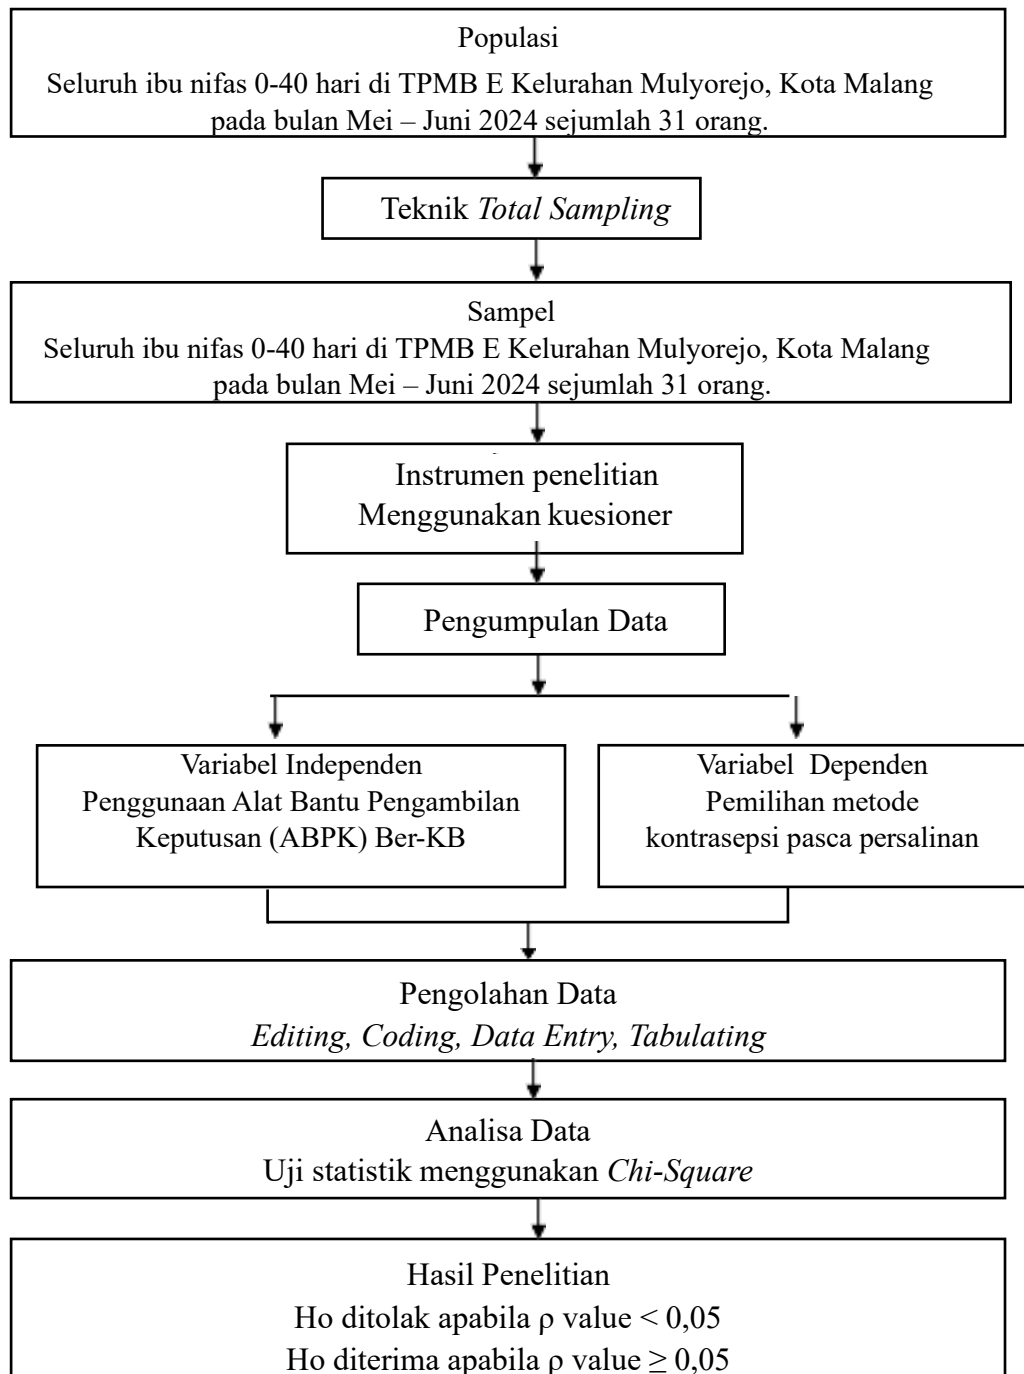 Populasi
Seluruh ibu nifas 0-40 hari di TPMB E Kelurahan Mulyorejo, Kota Malang
pada bulan Mei – Juni 2024 sejumlah 31 orang.
Teknik Total Sampling
Sampel
Seluruh ibu nifas 0-40 hari di TPMB E Kelurahan Mulyorejo, Kota Malang
pada bulan Mei – Juni 2024 sejumlah 31 orang.
Instrumen penelitian
Menggunakan kuesioner
Pengumpulan Data
Variabel Independen
Penggunaan Alat Bantu Pengambilan
Keputusan (ABPK) Ber-KB
Variabel Dependen
Pemilihan metode
kontrasepsi pasca persalinan
Pengolahan Data
Editing, Coding, Data Entry, Tabulating
Analisa Data
Uji statistik menggunakan Chi-Square
Hasil Penelitian
Ho ditolak apabila ρ value < 0,05
Ho diterima apabila ρ value ≥ 0,05